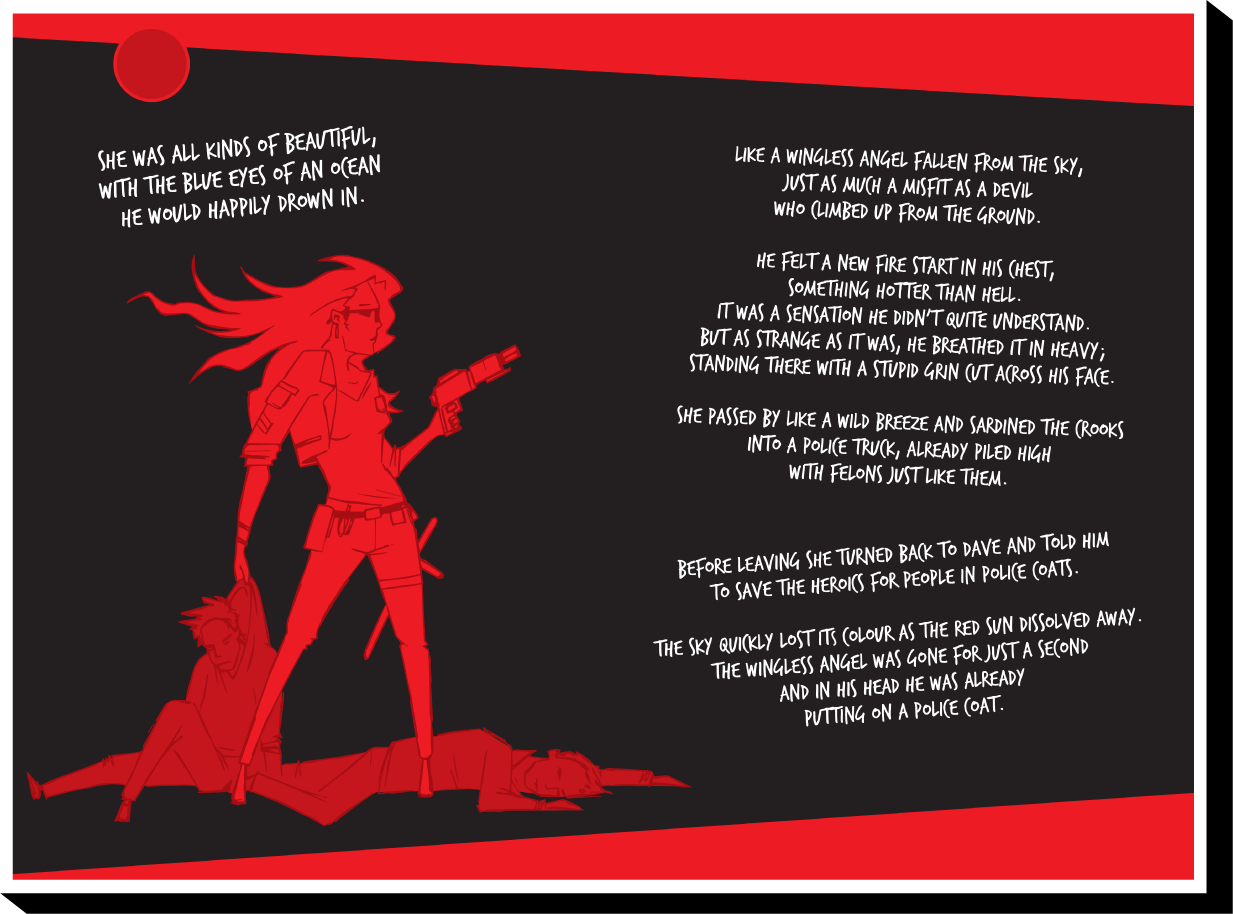 SHE WAS ALL KINDS OF BEAUTIFUL,
WITH THE BLUE EYES OF AN OCEAN
HE WOULD HAPPILY DROWN IN.
LIKE A WINGLESS ANGEL FALLEN FROM THE SKY,
JUST AS MUCH A MISFIT AS A DEVIL
WHO CLIMBED UP FROM THE GROUND.
HE FELT A NEW FIRE START IN HIS CHEST,
SOMETHING HOTTER THAN HELL.
IT WAS A SENSATION HE DIDN'T QUITE UNDERSTAND.
BUT AS STRANGE AS IT WAS, HE BREATHED IT IN HEAVY;
STANDING THERE WITH A STUPID GRIN CUT ACROSS HIS FACE.
SHE PASSED BY LIKE A WILD BREEZE AND SARDINED THE CROOKS
INTO A POLICE TRUCK, ALREADY PILED HIGH
WITH FELONS JUST LIKE THEM.
BEFORE LEAVING SHE TURNED BACK TO DAVE AND TOLD HIM
TO SAVE THE HEROICS FOR PEOPLE IN POLICE COATS.
THE SKY QUICKLY LOST ITS COLOUR AS THE RED SUN DISSOLVED AWAY.
THE WINGLESS ANGEL WAS GONE FOR JUST A SECOND
AND IN HIS HEAD HE WAS ALREADY
PUTTING ON A POLICE COAT.